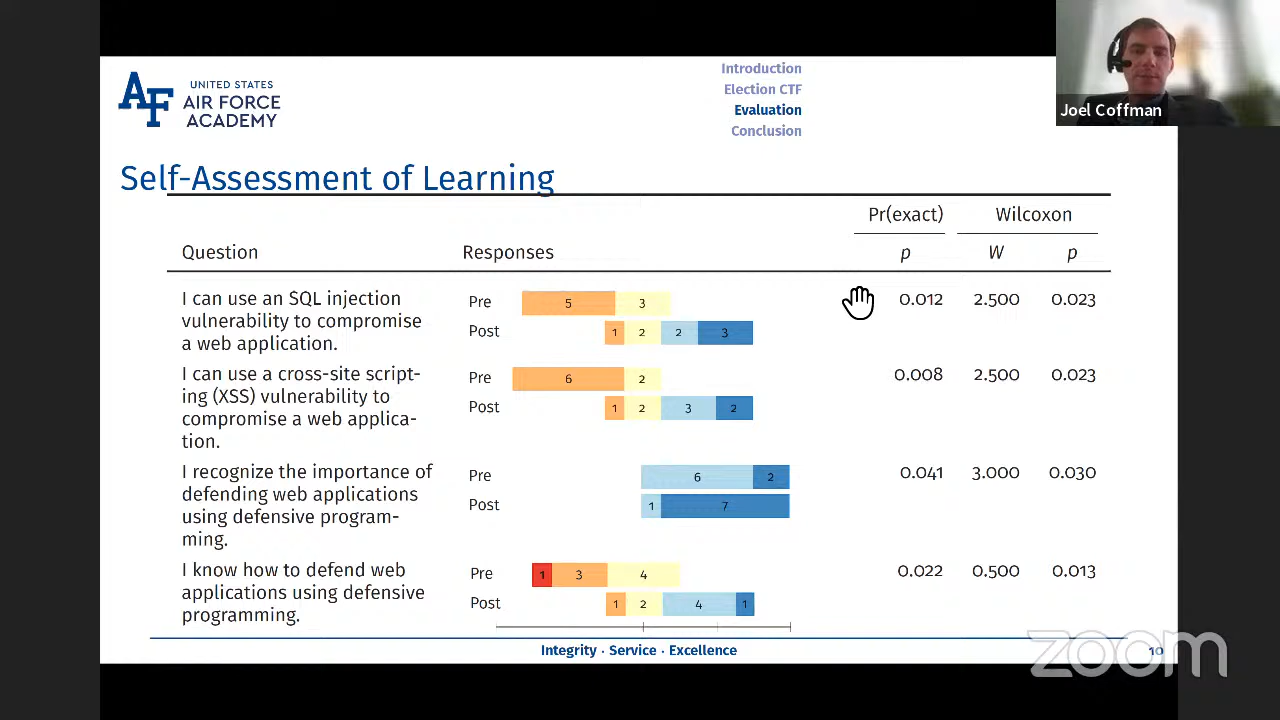 UNITED STATES
AIR FORCE
ACADEMY
AF
Introduction
Election CTF
Evaluation
Conclusion
Joel Coffman
Self-Assessment of Learning
Pr(exact) Wilcoxon
Question Responses p W p
I can use an SQL injection
vulnerability to compromise
a web application.
Pre 5 3 0.012 2.500 0.023
Post 1 2 2 3
I can use a cross-site script-
ing (XSS) vulnerability to
compromise a web applica-
tion.
Pre 6 2 0.008 2.500 0.023
Post 1 2 3 2
I recognize the importance of
defending web applications
using defensive program-
ming.
Pre 6 2 0.041 3.000 0.030
Post 1 7
I know how to defend web
applications using defensive
programming.
Pre 1 3 4 0.022 0.500 0.013
Post 1 2 4 1
Integrity · Service · Excellence
10
zoom